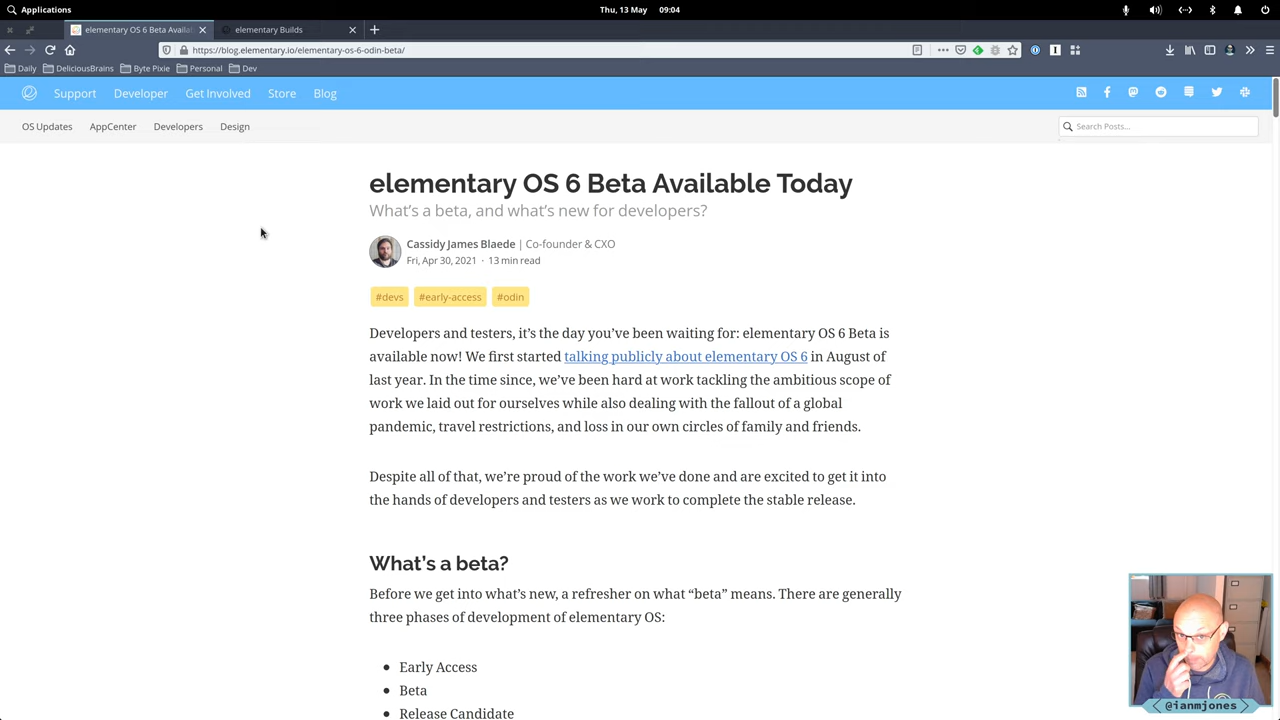 Applications
Thu, 13 May 09:04
elementary OS 6 Beta Availa
elementary Builds
https://blog.elementary.io/elementary-os-6-odin-beta/
Daily DeliciousBrains Byte Pixie Personal Dev
Support Developer Get Involved Store Blog
OS Updates AppCenter Developers Design
Search Posts...
elementary OS 6 Beta Available Today
What's a beta, and what's new for developers?
Cassidy James Blaede | Co-founder & CXO
Fri, Apr 30, 2021 · 13 min read
#devs #early-access #odin
Developers and testers, it's the day you've been waiting for: elementary OS 6 Beta is
available now! We first started talking publicly about elementary OS 6 in August of
last year. In the time since, we've been hard at work tackling the ambitious scope of
work we laid out for ourselves while also dealing with the fallout of a global
pandemic, travel restrictions, and loss in our own circles of family and friends.
Despite all of that, we're proud of the work we've done and are excited to get it into
the hands of developers and testers as we work to complete the stable release.
What's a beta?
Before we get into what's new, a refresher on what “beta” means. There are generally
three phases of development of elementary OS:
• Early Access
• Beta
• Release Candidate
@ianmjones